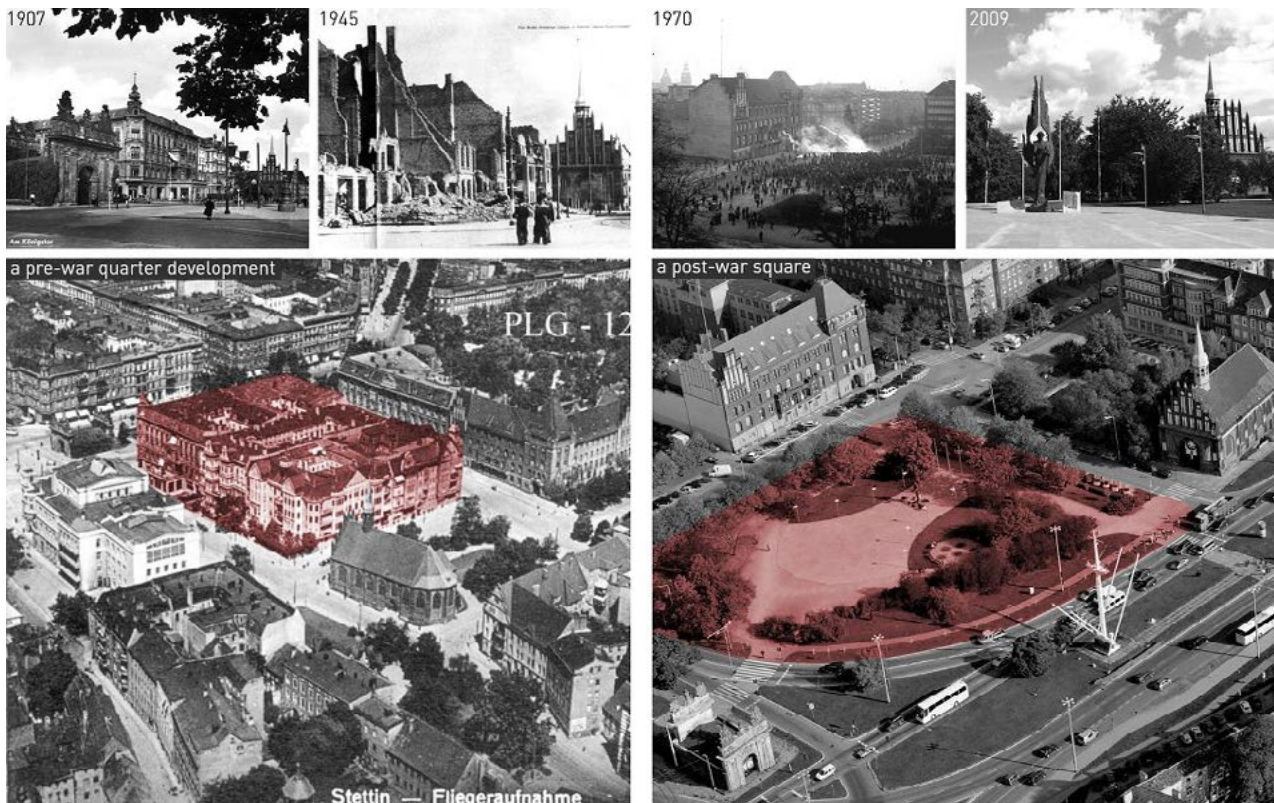 1907
1945
1970
2009
Am Königstor
a pre-war quarter development
a post-war square
PLG - 12
Stettin — Fliegeraufnahme